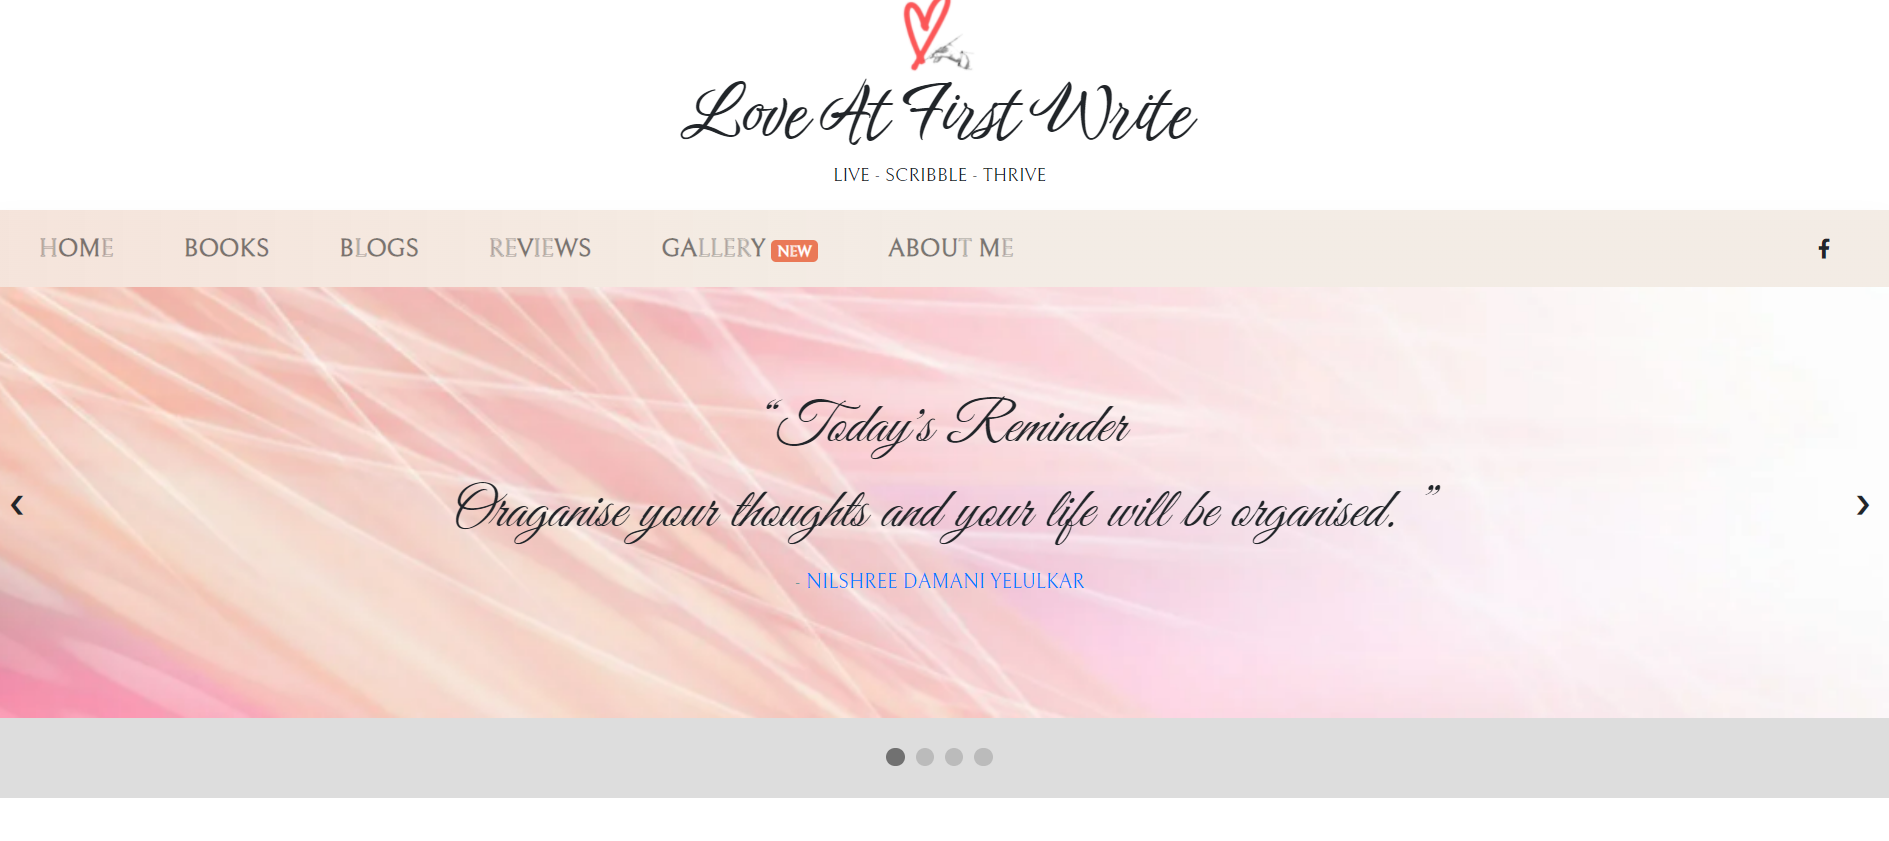 Love At First Write
LIVE - SCRIBBLE - THRIVE
HOME BOOKS BLOGS REVIEWS GALLERY NEW ABOUT ME
“Today's Reminder
Oraganise your thoughts and your life will be organised. ”
- NILSHREE DAMANI YELULKAR